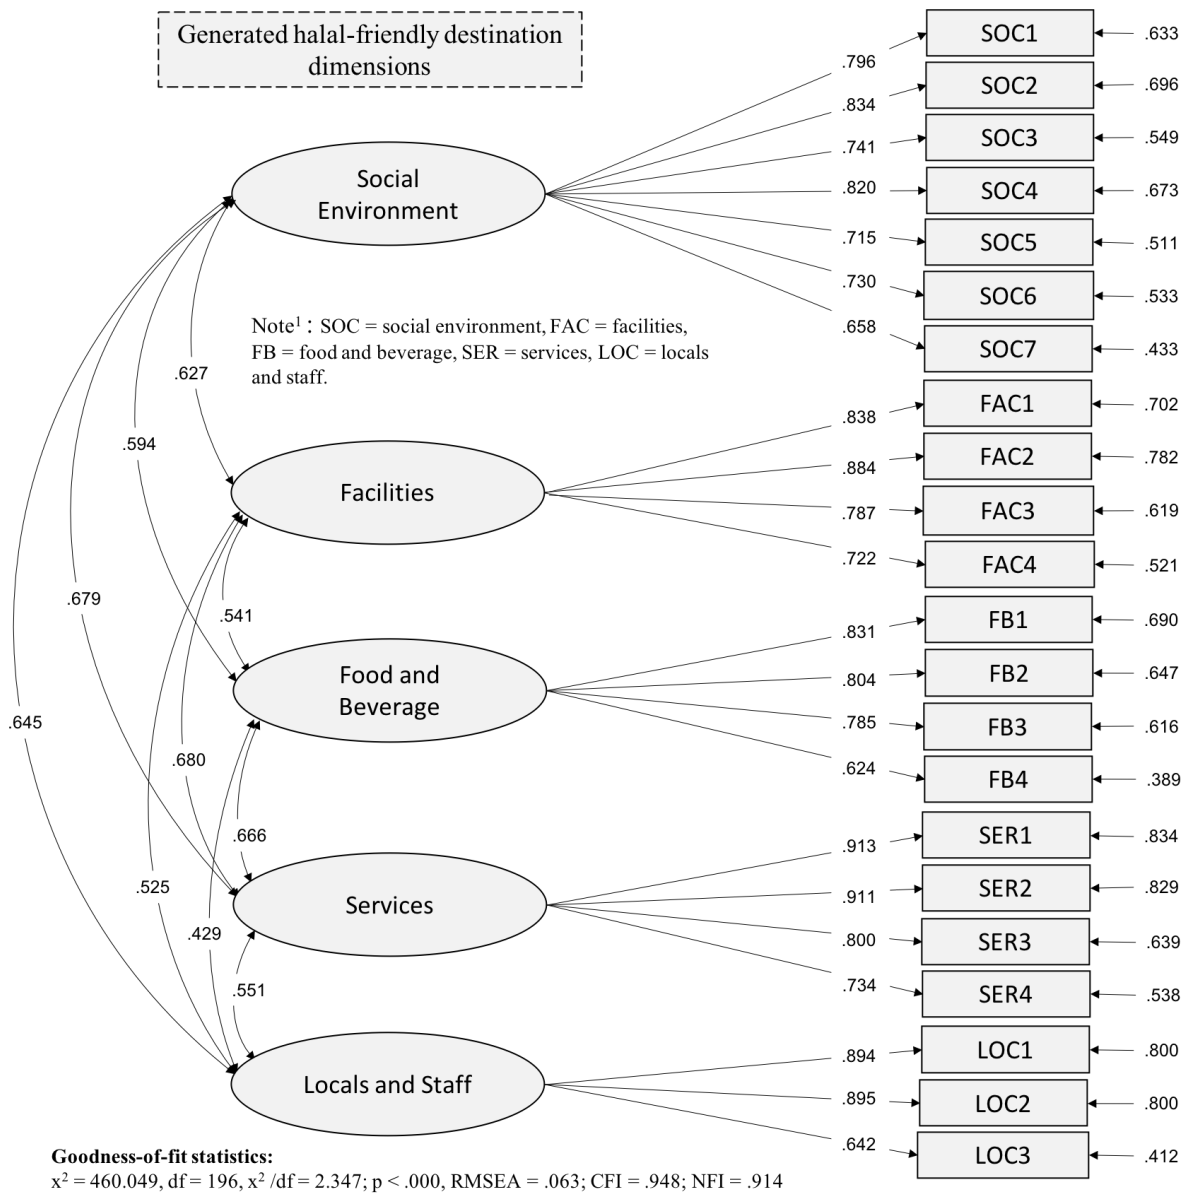 Generated halal-friendly destination
dimensions
SOC1
.633
.796
SOC2
.696
.834
SOC3
.549
.741
SOC4
.673
.820
Social
Environment
SOC5
.511
.715
SOC6
.533
.730
SOC7
.433
.658
Note¹：SOC = social environment, FAC = facilities,
FB = food and beverage, SER = services, LOC = locals
and staff.
.627
.594
.679
.645
FAC1
.702
.838
FAC2
.782
.884
Facilities
FAC3
.619
.787
FAC4
.521
.722
.541
.680
.525
FB1
.690
.831
FB2
.647
.804
Food and
Beverage
FB3
.616
.785
FB4
.389
.624
.666
.429
SER1
.834
.913
SER2
.829
.911
Services
SER3
.639
.800
SER4
.538
.734
.551
LOC1
.800
.894
Locals and Staff
LOC2
.800
.895
LOC3
.412
.642
Goodness-of-fit statistics:
x² = 460.049, df = 196, x² /df = 2.347; p < .000, RMSEA = .063; CFI = .948; NFI = .914